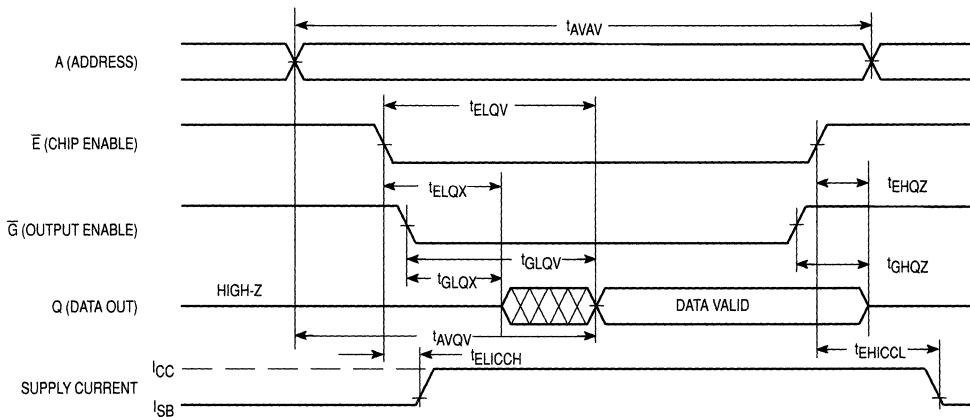 tAVAV
A (ADDRESS)
tELQV
E (CHIP ENABLE)
tELQX
tEHQZ
G (OUTPUT ENABLE)
tGLQV
tGHQZ
tGLQX
HIGH-Z
Q (DATA OUT)
DATA VALID
tAVQV
tELICCH
tEHICCL
ICC
SUPPLY CURRENT
ISB